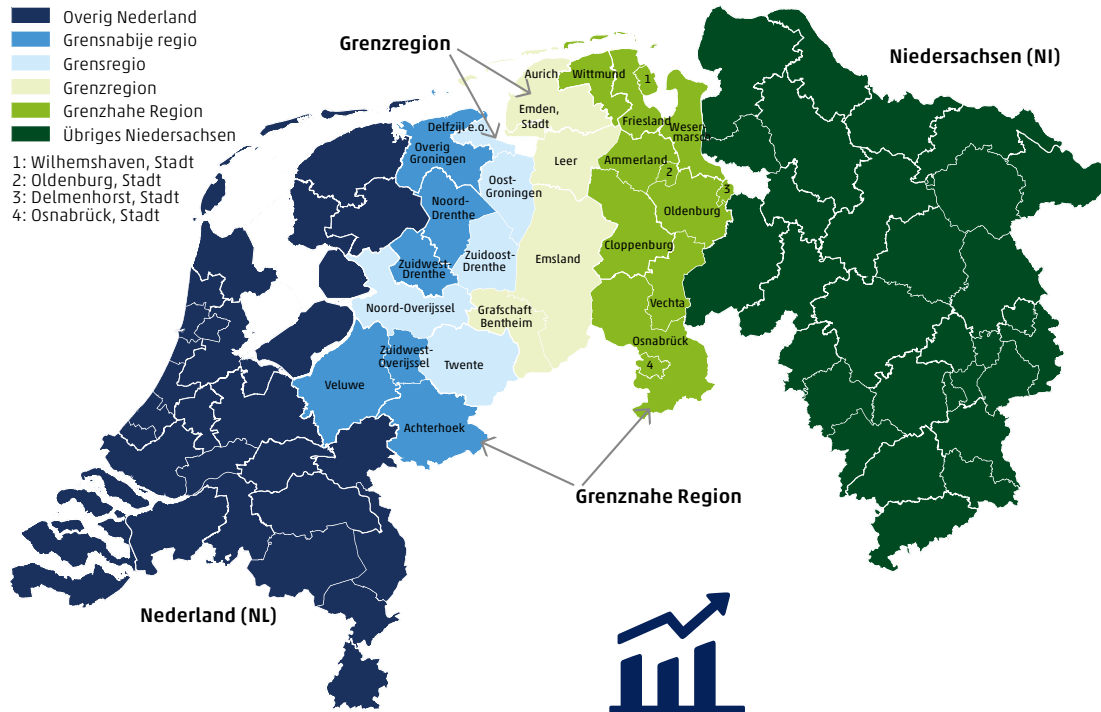 Overig Nederland
Grensnabije regio
Grensregio
Grenzregion
Grenzhahe Region
Übriges Niedersachsen
1: Wilhemshaven, Stadt
2: Oldenburg, Stadt
3: Delmenhorst, Stadt
4: Osnabrück, Stadt
Grenzregion
Niedersachsen (NI)
Aurich
Wittmund
1
Emden,
Stadt
Friesland
Weser
marsch
Delfzijl e.o.
Overig
Groningen
Leer
Ammerland
2
Oost-
Groningen
3
Noord-
Drenthe
Oldenburg
Cloppenburg
Zuidwest-
Drenthe
Zuidoost-
Drenthe
Emsland
Noord-Overijssel
Grafschaft
Bentheim
Vechta
Osnabrück
Zuidwest-
Overijssel
Twente
4
Veluwe
Achterhoek
Grenznahe Region
Nederland (NL)